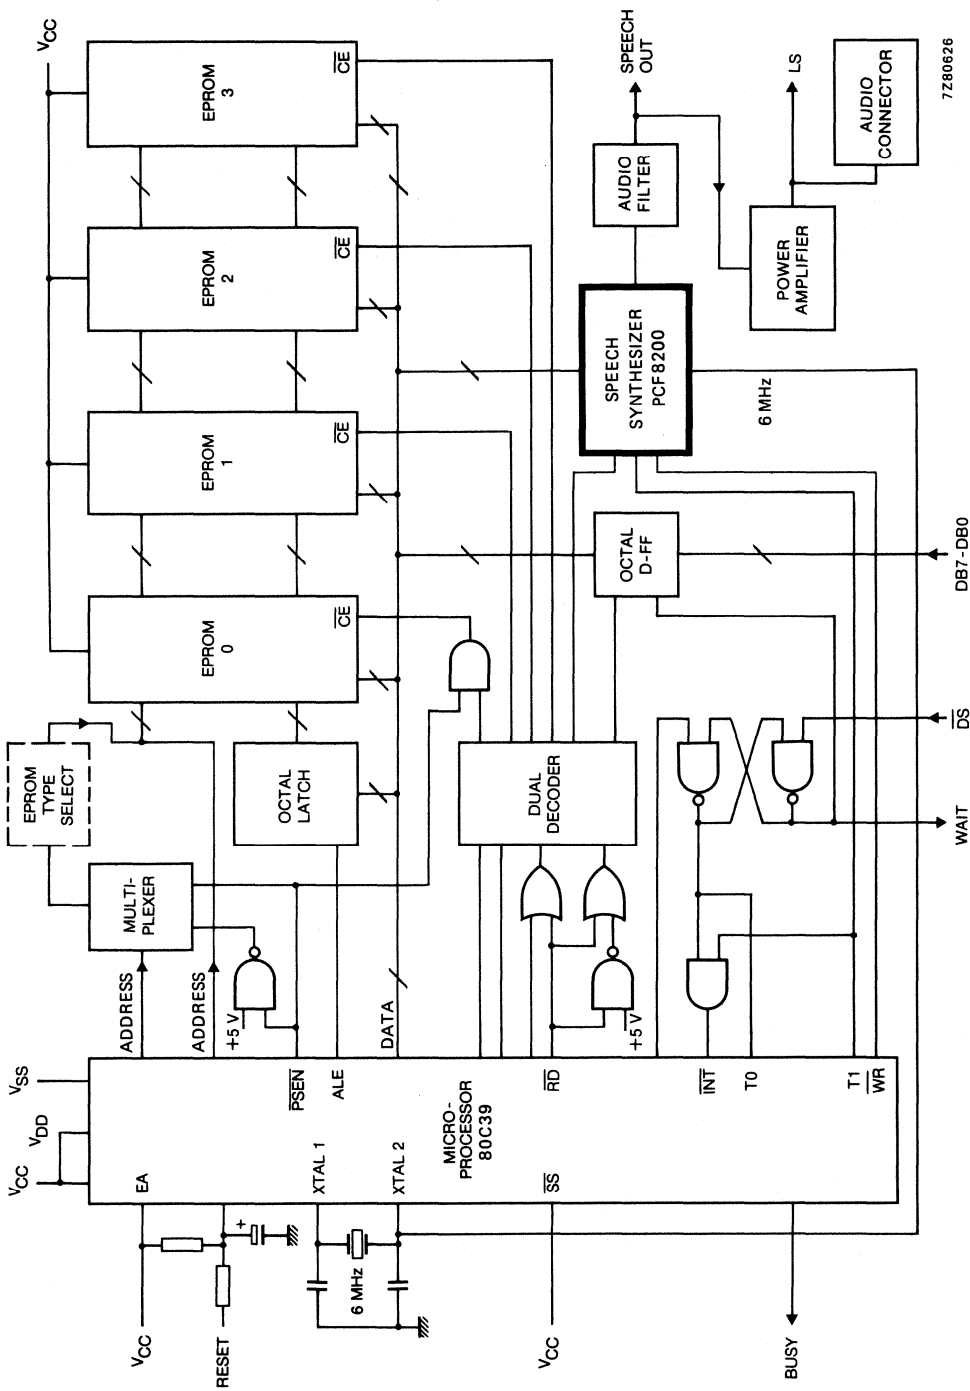 VCC
EPROM
3
CE
EPROM
2
CE
EPROM
1
CE
EPROM
0
CE
SPEECH
OUT
LS
AUDIO
CONNECTOR
7Z80626
AUDIO
FILTER
POWER
AMPLIFIER
SPEECH
SYNTHESIZER
PCF8200
6 MHz
OCTAL
D-FF
DB7-DB0
EPROM
TYPE
SELECT
OCTAL
LATCH
DUAL
DECODER
DS
WAIT
MULTI-
PLEXER
ADDRESS
ADDRESS
+5 V
DATA
+5 V
VSS
VDD
VCC
PSEN
ALE
RD
INT
T0
T1
WR
MICRO-
PROCESSOR
80C39
EA
XTAL 1
XTAL 2
SS
+
6 MHz
VCC
RESET
VCC
BUSY